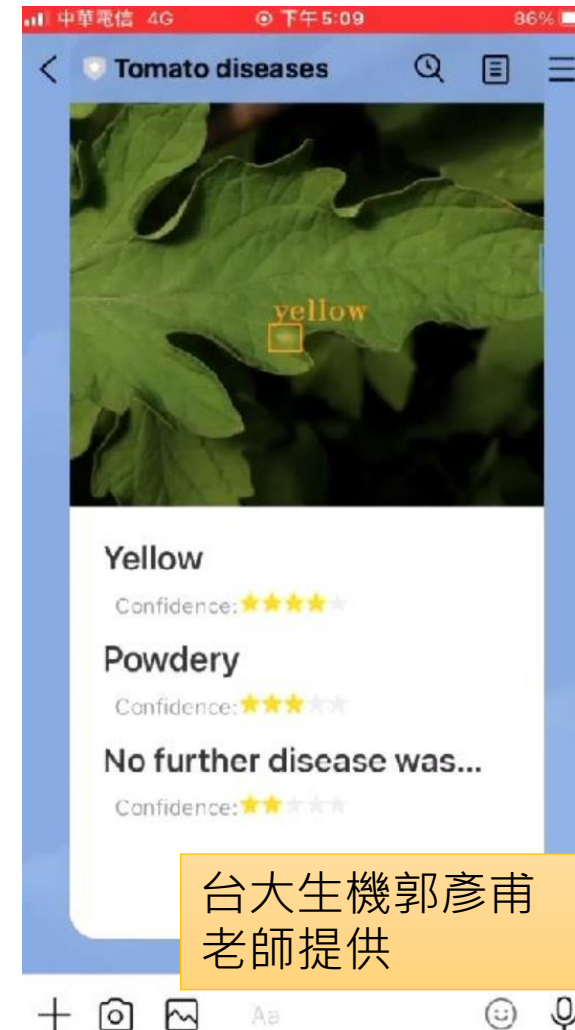 中華電信 4G 下午5:09 86%
Tomato diseases
yellow
Yellow
Confidence:
Powdery
Confidence:
No further disease was...
Confidence:
台大生機郭彥甫
老師提供
Aa